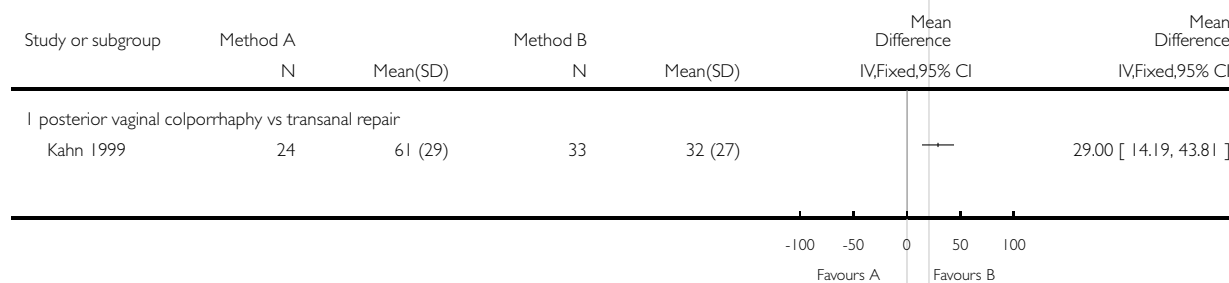 Mean Mean
Study or subgroup Method A Method B Difference Difference
N Mean(SD) N Mean(SD) IV,Fixed,95% CI IV,Fixed,95% CI
1 posterior vaginal colporrhaphy vs transanal repair
Kahn 1999 24 61 (29) 33 32 (27) 29.00 [ 14.19, 43.81 ]
-100 -50 0 50 100
Favours A Favours B